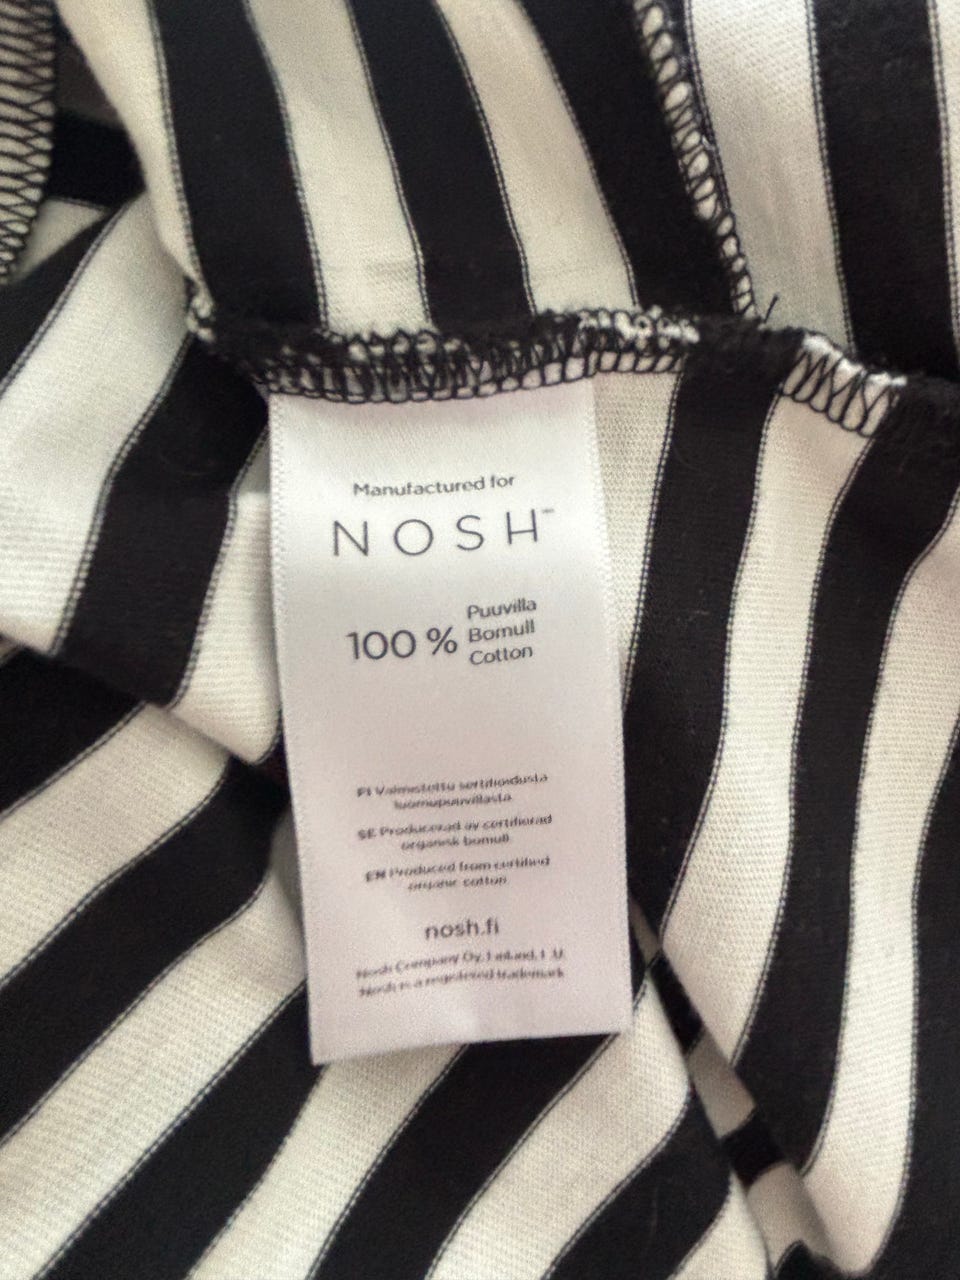 Manufactured for
NOSH™
100 %
Puuvilla
Bomull
Cotton
FI Valmistettu sertifioidusta
luomupuuvillasta
SE Producerad av certifierad
organisk bomull
EN Produced from certified
organic cotton
nosh.fi
Nosh Company Oy, Finland,
Nosh is a registered trademark